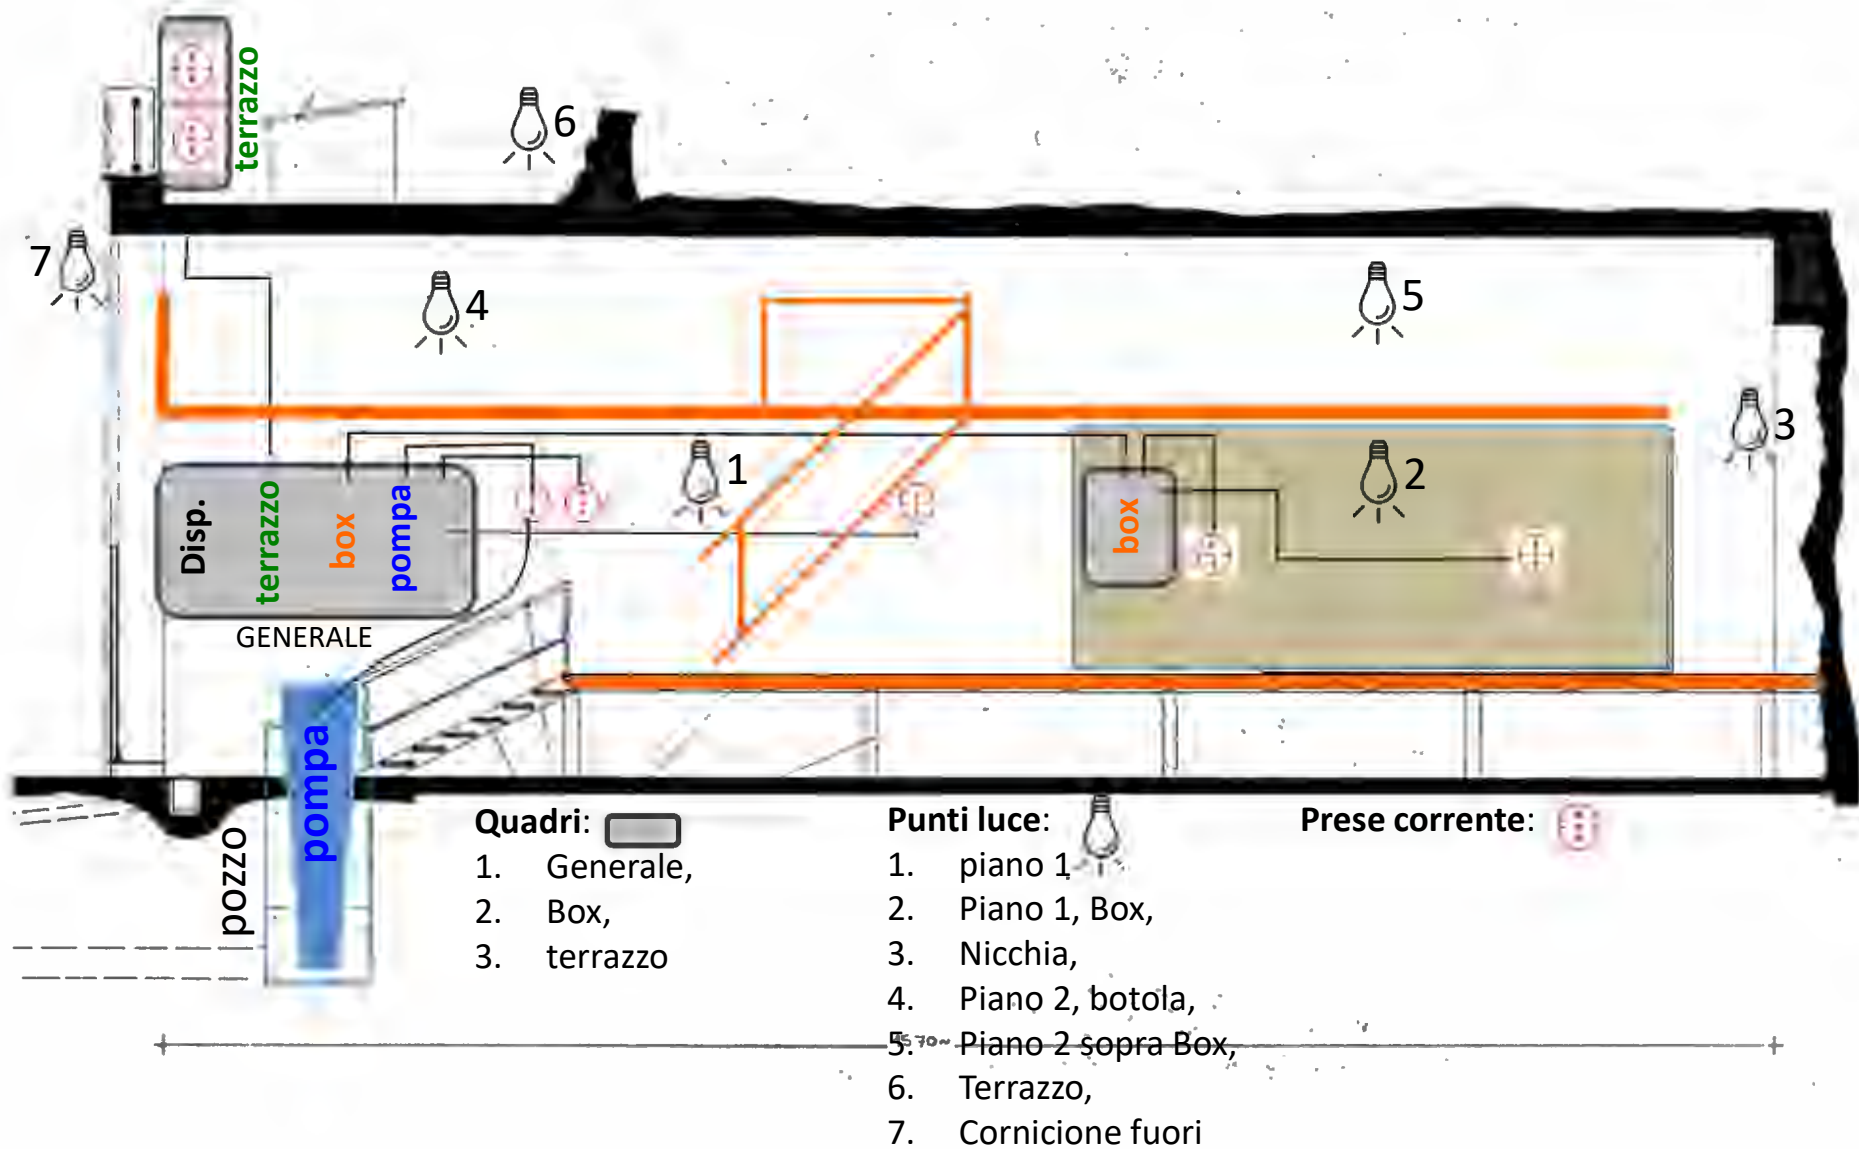 terrazzo
6
7
4
5
3
1
2
Disp.
terrazzo
box
pompa
box
GENERALE
pompa
pozzo
Quadri:
1. Generale,
2. Box,
3. terrazzo
Punti luce:
1. piano 1
2. Piano 1, Box,
3. Nicchia,
4. Piano 2, botola,
5. Piano 2 sopra Box,
6. Terrazzo,
7. Cornicione fuori
Prese corrente: